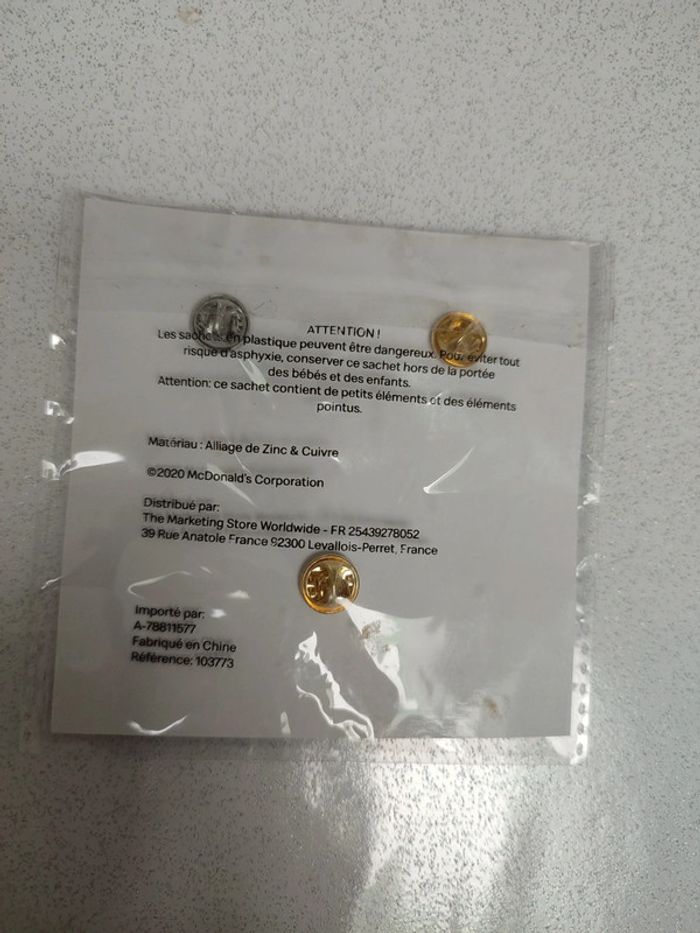 ATTENTION !
Les sachets en plastique peuvent être dangereux. Pour éviter tout
risque d'asphyxie, conserver ce sachet hors de la portée
des bébés et des enfants.
Attention: ce sachet contient de petits éléments et des éléments
pointus.
Matériau : Alliage de Zinc & Cuivre
©2020 McDonald's Corporation
Distribué par:
The Marketing Store Worldwide - FR 25439278052
39 Rue Anatole France 92300 Levallois-Perret, France
Importé par:
A-78811577
Fabriqué en Chine
Référence: 103773